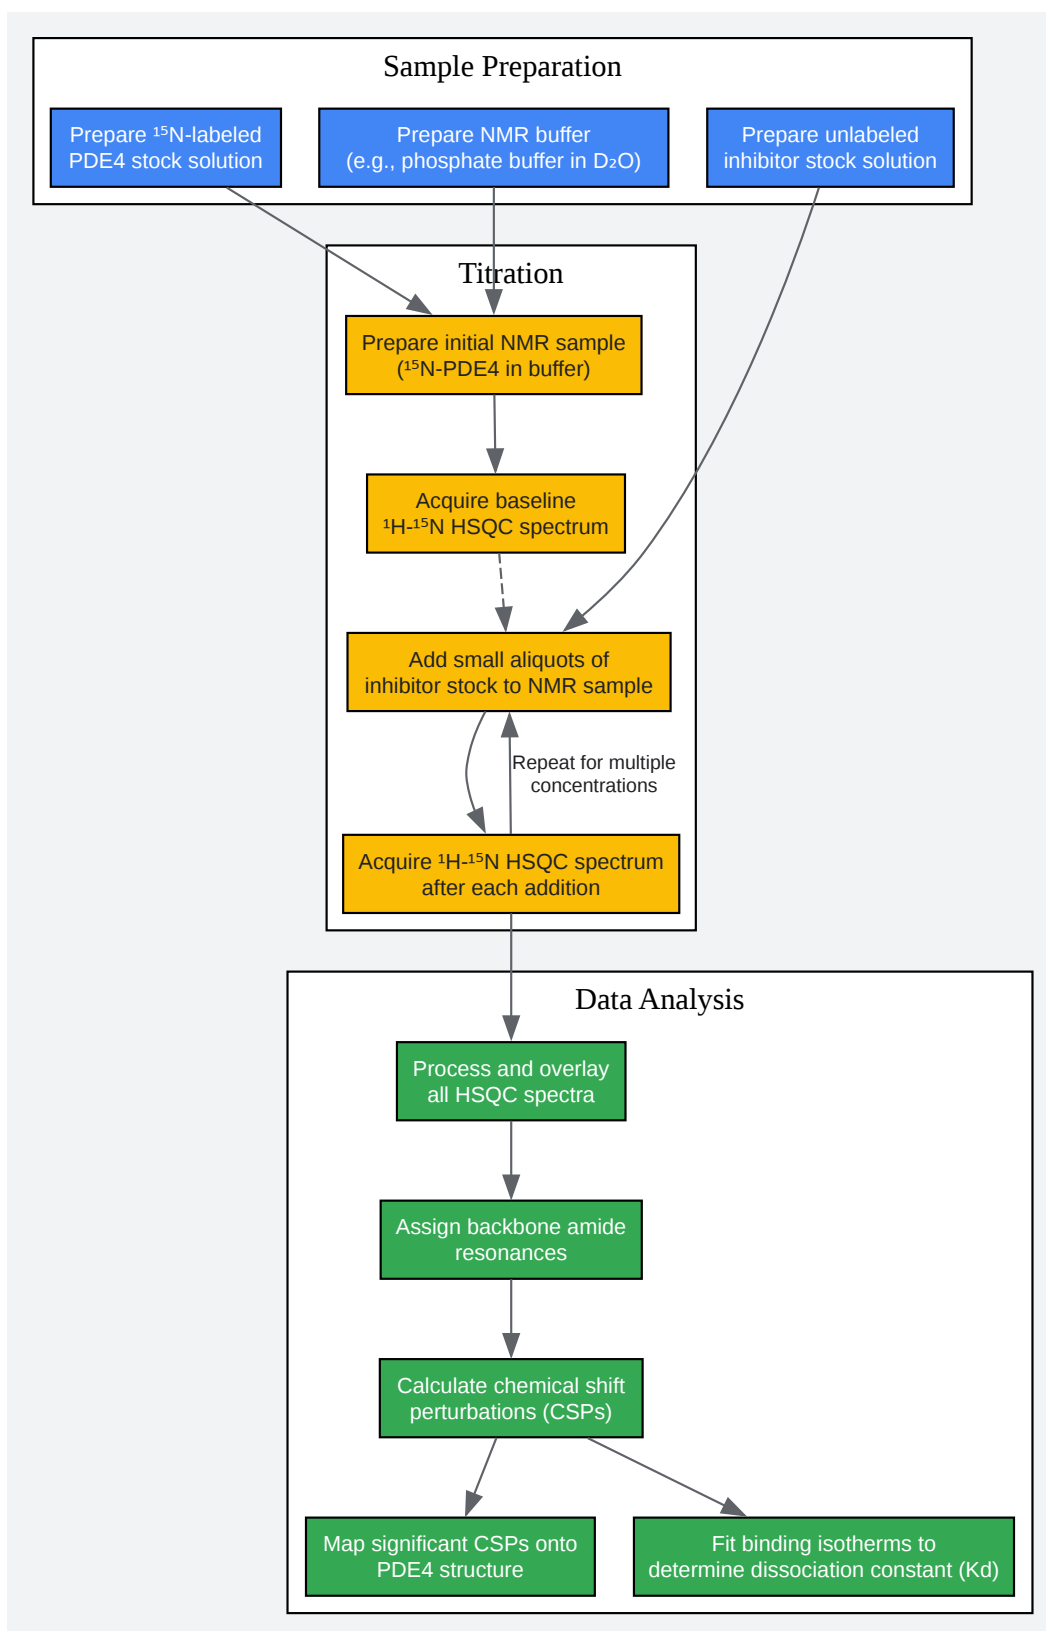 Sample Preparation
Prepare ¹⁵N-labeled
PDE4 stock solution
Prepare NMR buffer
(e.g., phosphate buffer in D₂O)
Prepare unlabeled
inhibitor stock solution
Titration
Prepare initial NMR sample
(¹⁵N-PDE4 in buffer)
Acquire baseline
¹H-¹⁵N HSQC spectrum
Add small aliquots of
inhibitor stock to NMR sample
Repeat for multiple
concentrations
Acquire ¹H-¹⁵N HSQC spectrum
after each addition
Data Analysis
Process and overlay
all HSQC spectra
Assign backbone amide
resonances
Calculate chemical shift
perturbations (CSPs)
Map significant CSPs onto
PDE4 structure
Fit binding isotherms to
determine dissociation constant (Kd)